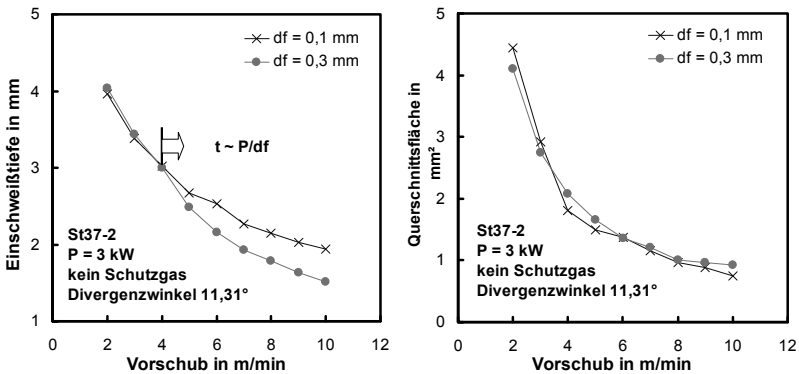 Einschweißtiefe in mm
5
4
3
2
1
df = 0,1 mm
df = 0,3 mm
t ~ P/df
St37-2
P = 3 kW
kein Schutzgas
Divergenzwinkel 11,31°
0 2 4 6 8 10 12
Vorschub in m/min
Querschnittsfläche in
mm²
5
4
3
2
1
0
df = 0,1 mm
df = 0,3 mm
St37-2
P = 3 kW
kein Schutzgas
Divergenzwinkel 11,31°
0 2 4 6 8 10 12
Vorschub in m/min